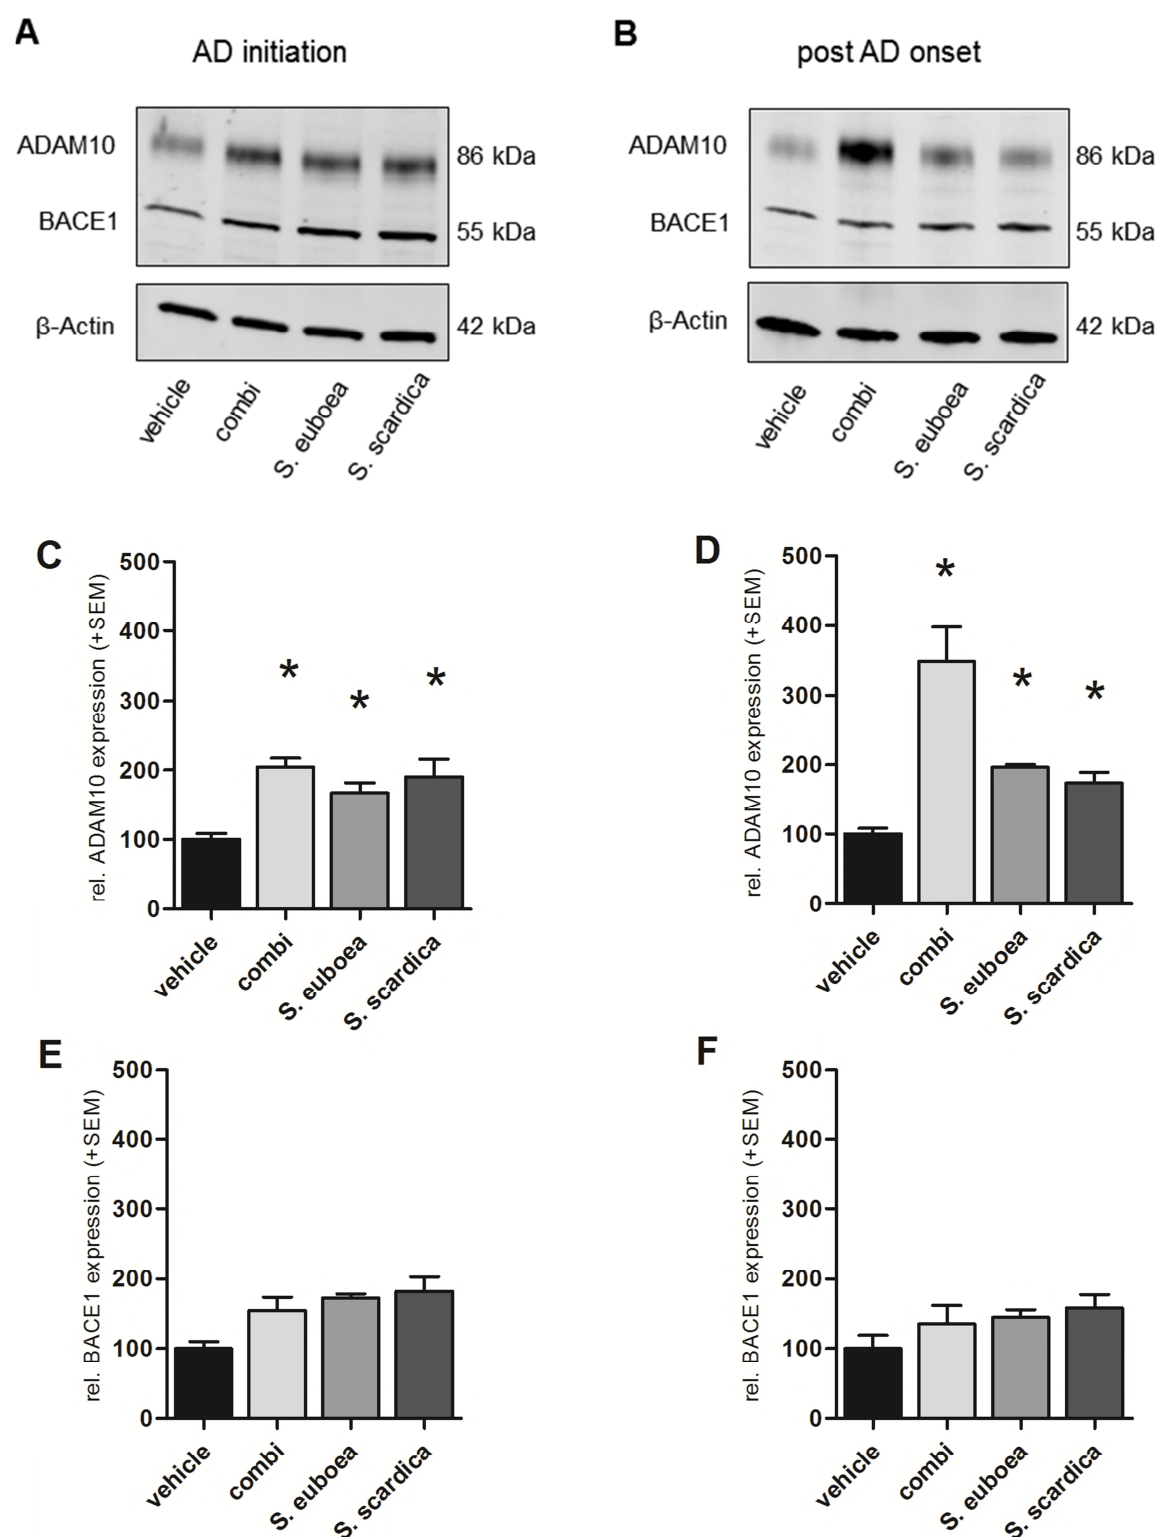 A
AD initiation
ADAM10
86 kDa
BACE1
55 kDa
β-Actin
42 kDa
vehicle
combi
S. euboea
S. scardica
B
post AD onset
ADAM10
86 kDa
BACE1
55 kDa
β-Actin
42 kDa
vehicle
combi
S. euboea
S. scardica
C
rel. ADAM10 expression (+SEM)
500
400
300
200
100
0
*
*
*
vehicle
combi
S. euboea
S. scardica
D
rel. ADAM10 expression (+SEM)
500
400
300
200
100
0
*
*
*
vehicle
combi
S. euboea
S. scardica
E
rel. BACE1 expression (+SEM)
500
400
300
200
100
0
vehicle
combi
S. euboea
S. scardica
F
rel. BACE1 expression (+SEM)
500
400
300
200
100
0
vehicle
combi
S. euboea
S. scardica